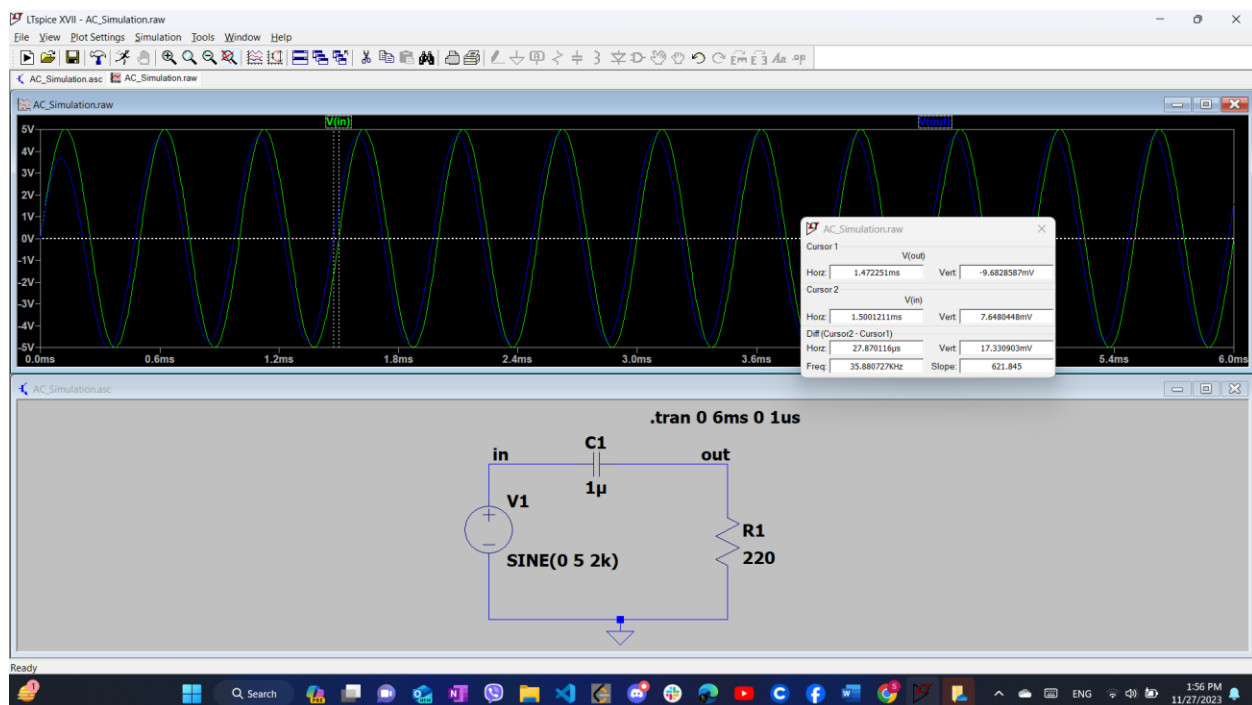 LTspice XVII - AC_Simulation.raw
File View Plot Settings Simulation Tools Window Help
AC_Simulation.asc AC_Simulation.raw
AC_Simulation.raw
V(in) V(out)
5V
4V
3V
2V
1V
0V
-1V
-2V
-3V
-4V
-5V
0.0ms 0.6ms 1.2ms 1.8ms 2.4ms 3.0ms 3.6ms 5.4ms 6.0ms
AC_Simulation.raw
Cursor 1
V(out)
Horz: 1.472251ms Vert: -9.6828587mV
Cursor 2
V(in)
Horz: 1.5001211ms Vert: 7.6480448mV
Diff (Cursor2 - Cursor1)
Horz: 27.870116µs Vert: 17.330903mV
Freq: 35.880727KHz Slope: 621.845
AC_Simulation.asc
.tran 0 6ms 0 1us
C1
in out
1µ
V1
R1
SINE(0 5 2k) 220
Ready
1
Search
ENG
1:56 PM
11/27/2023